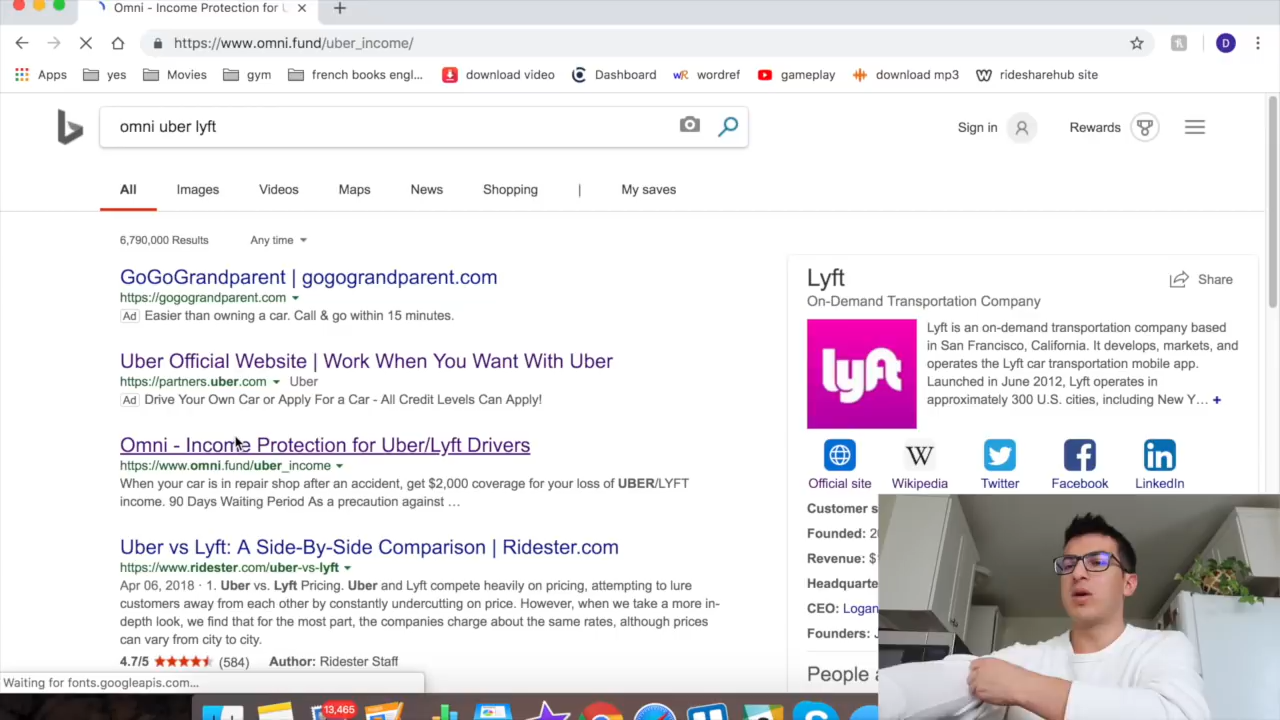 Omni - Income Protection for U
https://www.omni.fund/uber_income/
D
Apps
yes
Movies
gym
french books engl...
download video
Dashboard
wR wordref
gameplay
download mp3
ridesharehub site
omni uber lyft
Sign in
Rewards
All
Images
Videos
Maps
News
Shopping
|
My saves
6,790,000 Results
Any time
GoGoGrandparent | gogograndparent.com
https://gogograndparent.com
Ad Easier than owning a car. Call & go within 15 minutes.
Uber Official Website | Work When You Want With Uber
https://partners.uber.com Uber
Ad Drive Your Own Car or Apply For a Car - All Credit Levels Can Apply!
Omni - Income Protection for Uber/Lyft Drivers
https://www.omni.fund/uber_income
When your car is in repair shop after an accident, get $2,000 coverage for your loss of UBER/LYFT
income. 90 Days Waiting Period As a precaution against ...
Uber vs Lyft: A Side-By-Side Comparison | Ridester.com
https://www.ridester.com/uber-vs-lyft
Apr 06, 2018 · 1. Uber vs. Lyft Pricing. Uber and Lyft compete heavily on pricing, attempting to lure
customers away from each other by constantly undercutting on price. However, when we take a more in-
depth look, we find that for the most part, the companies charge about the same rates, although prices
can vary from city to city.
4.7/5 (584) Author: Ridester Staff
Waiting for fonts.googleapis.com...
13,465
Lyft
Share
On-Demand Transportation Company
lyft
Lyft is an on-demand transportation company based
in San Francisco, California. It develops, markets, and
operates the Lyft car transportation mobile app.
Launched in June 2012, Lyft operates in
approximately 300 U.S. cities, including New Y... +
W
in
Official site
Wikipedia
Twitter
Facebook
LinkedIn
Customer s
Founded: 2
Revenue: $
Headquarte
CEO: Logan
Founders: J
People a